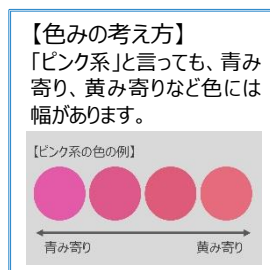 【色みの考え方】
「ピンク系」と言っても、青み
寄り、黄み寄りなど色には
幅があります。
【ピンク系の色の例】
青み寄り 黄み寄り